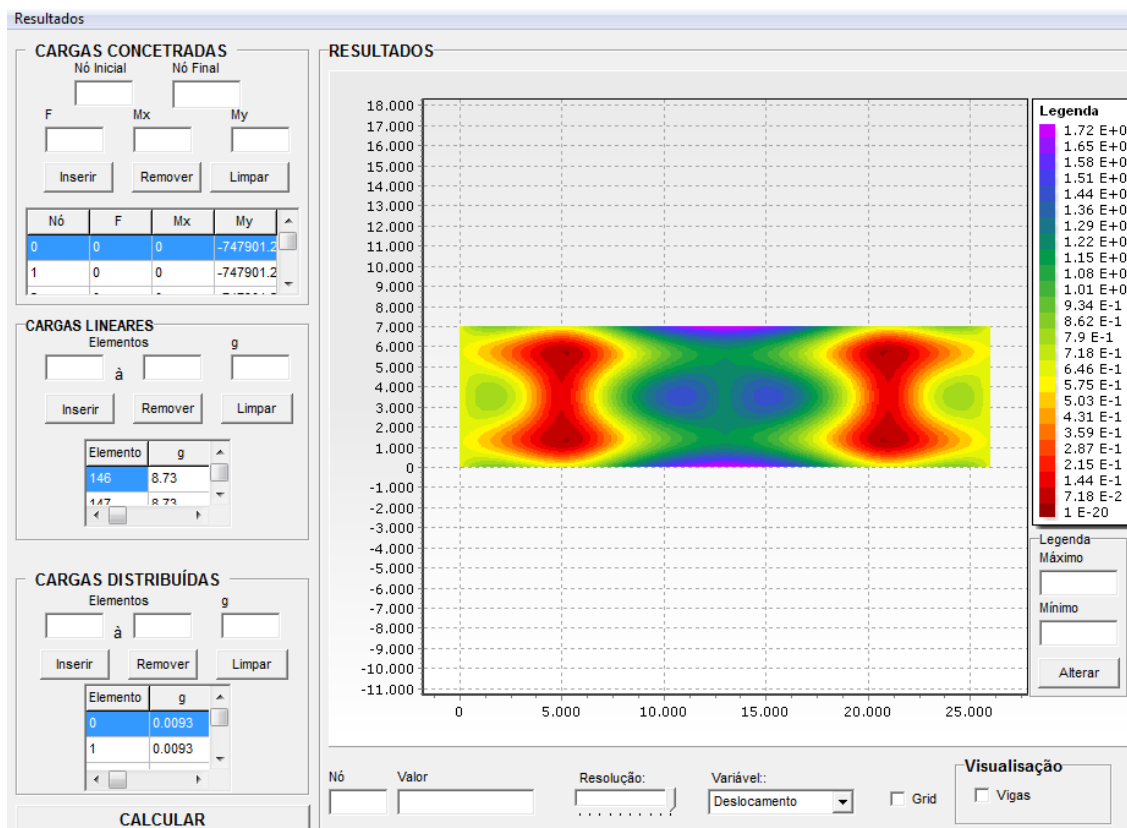 Resultados
CARGAS CONCETRADAS
Nó Inicial Nó Final
F Mx My
Inserir Remover Limpar
Nó F Mx My
0 0 0 -747901.2
1 0 0 -747901.2
CARGAS LINEARES
Elementos g
à
Inserir Remover Limpar
Elemento g
146 8.73
147 8.73
CARGAS DISTRIBUÍDAS
Elementos g
à
Inserir Remover Limpar
Elemento g
0 0.0093
1 0.0093
CALCULAR
RESULTADOS
18.000
17.000
16.000
15.000
14.000
13.000
12.000
11.000
10.000
9.000
8.000
7.000
6.000
5.000
4.000
3.000
2.000
1.000
0
-1.000
-2.000
-3.000
-4.000
-5.000
-6.000
-7.000
-8.000
-9.000
-10.000
-11.000
0 5.000 10.000 15.000 20.000 25.000
Legenda
1.72 E+0
1.65 E+0
1.58 E+0
1.51 E+0
1.44 E+0
1.36 E+0
1.29 E+0
1.22 E+0
1.15 E+0
1.08 E+0
1.01 E+0
9.34 E-1
8.62 E-1
7.9 E-1
7.18 E-1
6.46 E-1
5.75 E-1
5.03 E-1
4.31 E-1
3.59 E-1
2.87 E-1
2.15 E-1
1.44 E-1
7.18 E-2
1 E-20
Legenda
Máximo
Mínimo
Alterar
Nó Valor Resolução: Variável::
Deslocamento
Grid
Visualisação
Vigas